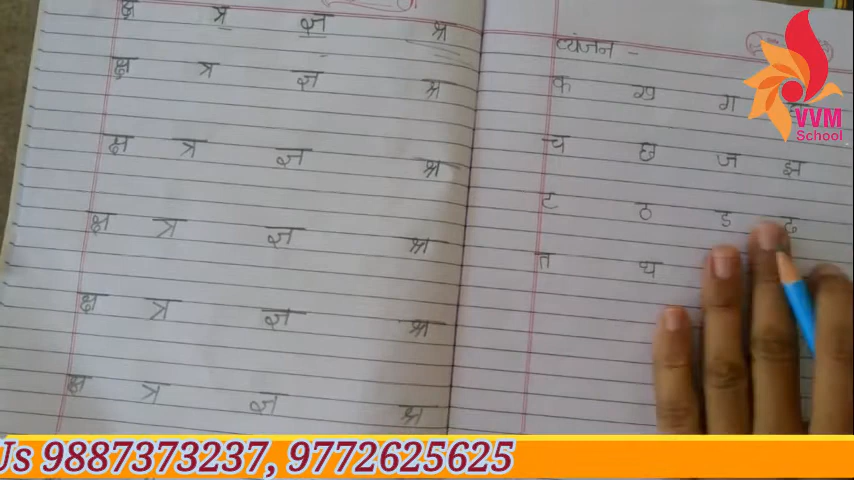 क्ष त्र ज्ञ श्र
क्ष त्र ज्ञ श्र
क्ष त्र ज्ञ श्र
क्ष त्र ज्ञ श्र
क्ष त्र ज्ञ श्र
क्ष त्र ज्ञ श्र
व्यंजन -
क ख ग
च छ ज झ
ट ठ ड ढ
त थ
VVM
School
Us 9887373237, 9772625625